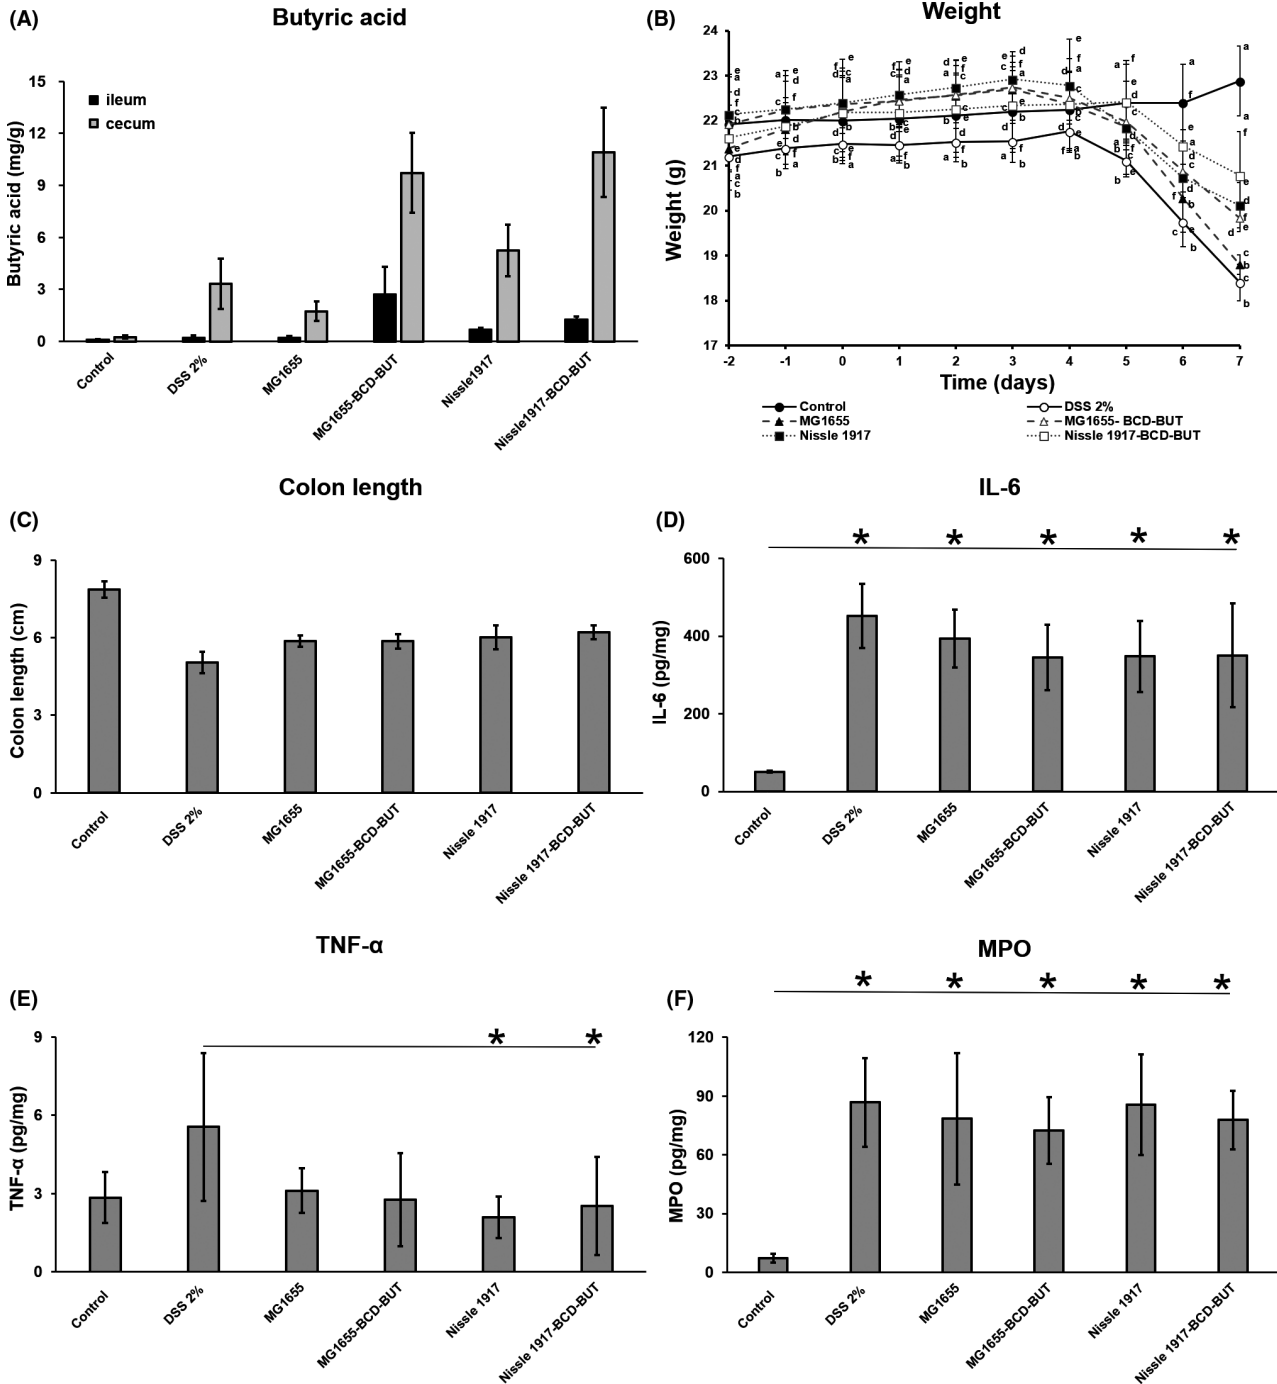 (A)
Butyric acid
Butyric acid (mg/g)
15
12
9
6
3
0
ileum
cecum
Control
DSS 2%
MG1655
MG1655-BCD-BUT
Nissle1917
Nissle1917-BCD-BUT
(B)
Weight
Weight (g)
24
23
22
21
20
19
18
17
-2 -1 0 1 2 3 4 5 6 7
Time (days)
Control DSS 2%
MG1655 MG1655- BCD-BUT
Nissle 1917 Nissle 1917-BCD-BUT
Colon length
(C)
Colon length (cm)
9
6
3
0
Control
DSS 2%
MG1655
MG1655-BCD-BUT
Nissle 1917
Nissle 1917-BCD-BUT
IL-6
(D)
* * * * *
IL-6 (pg/mg)
600
400
200
0
Control
DSS 2%
MG1655
MG1655-BCD-BUT
Nissle 1917
Nissle 1917-BCD-BUT
TNF-α
(E)
* *
TNF-α (pg/mg)
9
6
3
0
Control
DSS 2%
MG1655
MG1655-BCD-BUT
Nissle 1917
Nissle 1917-BCD-BUT
MPO
(F)
* * * * *
MPO (pg/mg)
120
90
60
30
0
Control
DSS 2%
MG1655
MG1655-BCD-BUT
Nissle 1917
Nissle 1917-BCD-BUT